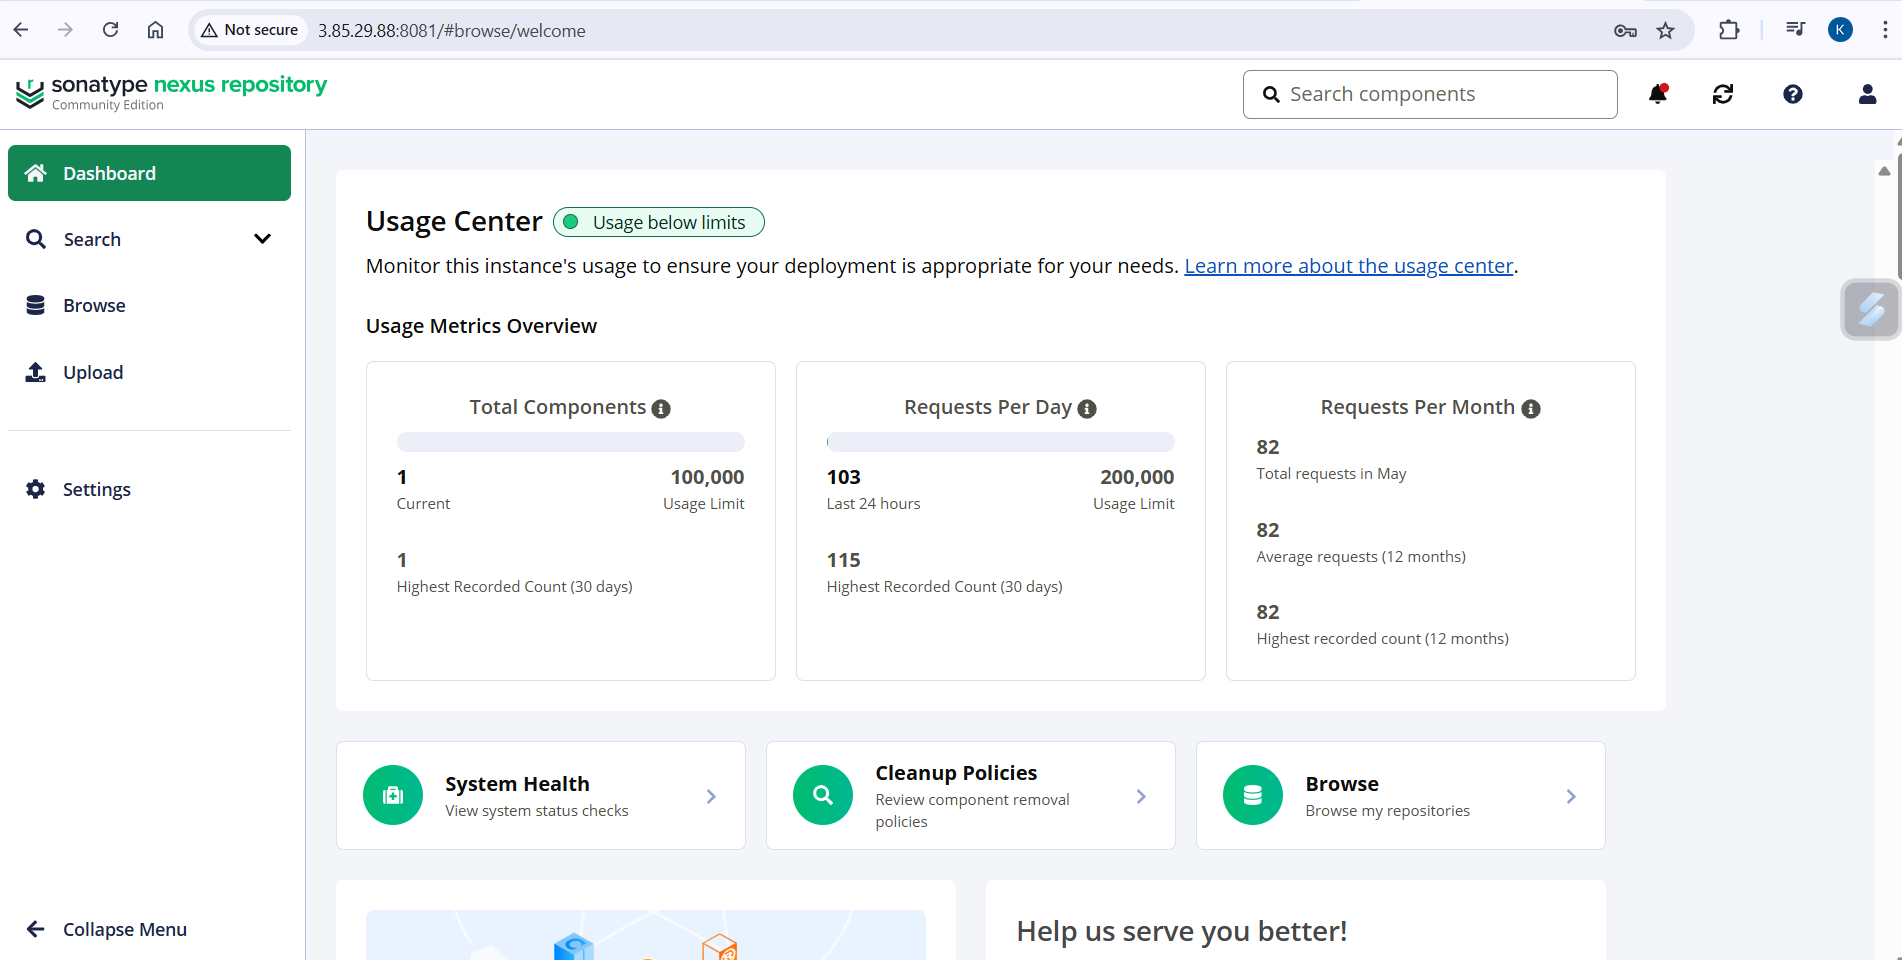 Not secure
3.85.29.88:8081/#browse/welcome
K
sonatype nexus repository
Community Edition
Search components
Dashboard
Search
Browse
Upload
Settings
Collapse Menu
Usage Center
Usage below limits
Monitor this instance's usage to ensure your deployment is appropriate for your needs. Learn more about the usage center.
Usage Metrics Overview
Total Components
1
100,000
Current
Usage Limit
1
Highest Recorded Count (30 days)
Requests Per Day
103
200,000
Last 24 hours
Usage Limit
115
Highest Recorded Count (30 days)
Requests Per Month
82
Total requests in May
82
Average requests (12 months)
82
Highest recorded count (12 months)
System Health
View system status checks
Cleanup Policies
Review component removal
policies
Browse
Browse my repositories
Help us serve you better!